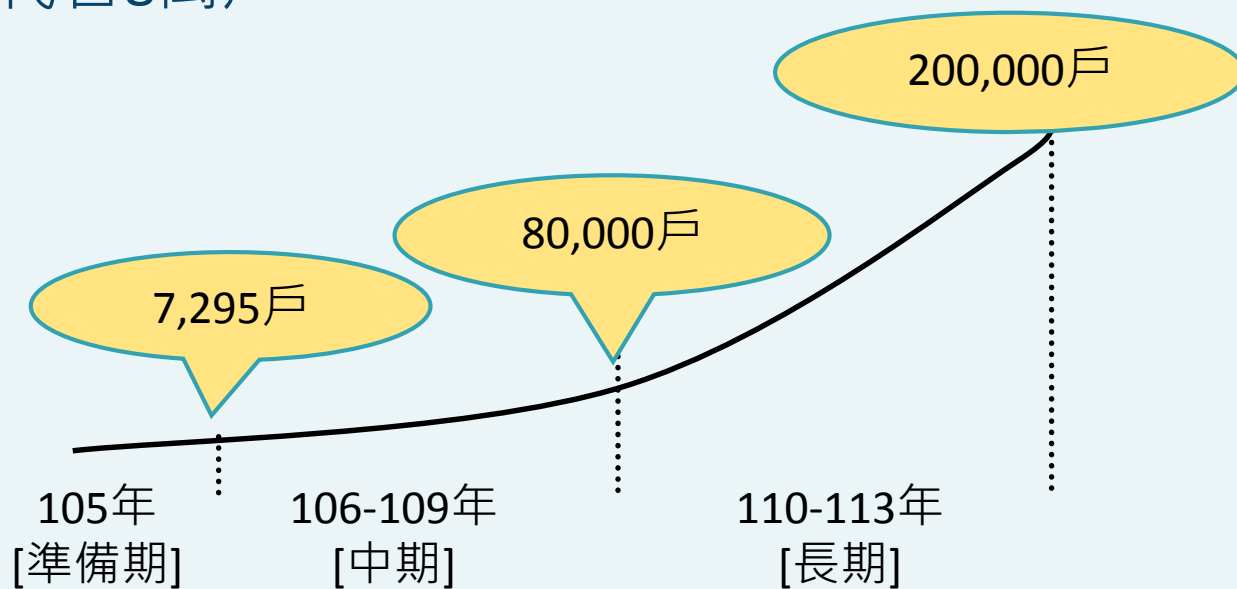 200,000戶
80,000戶
7,295戶
105年
[準備期]
106-109年
[中期]
110-113年
[長期]